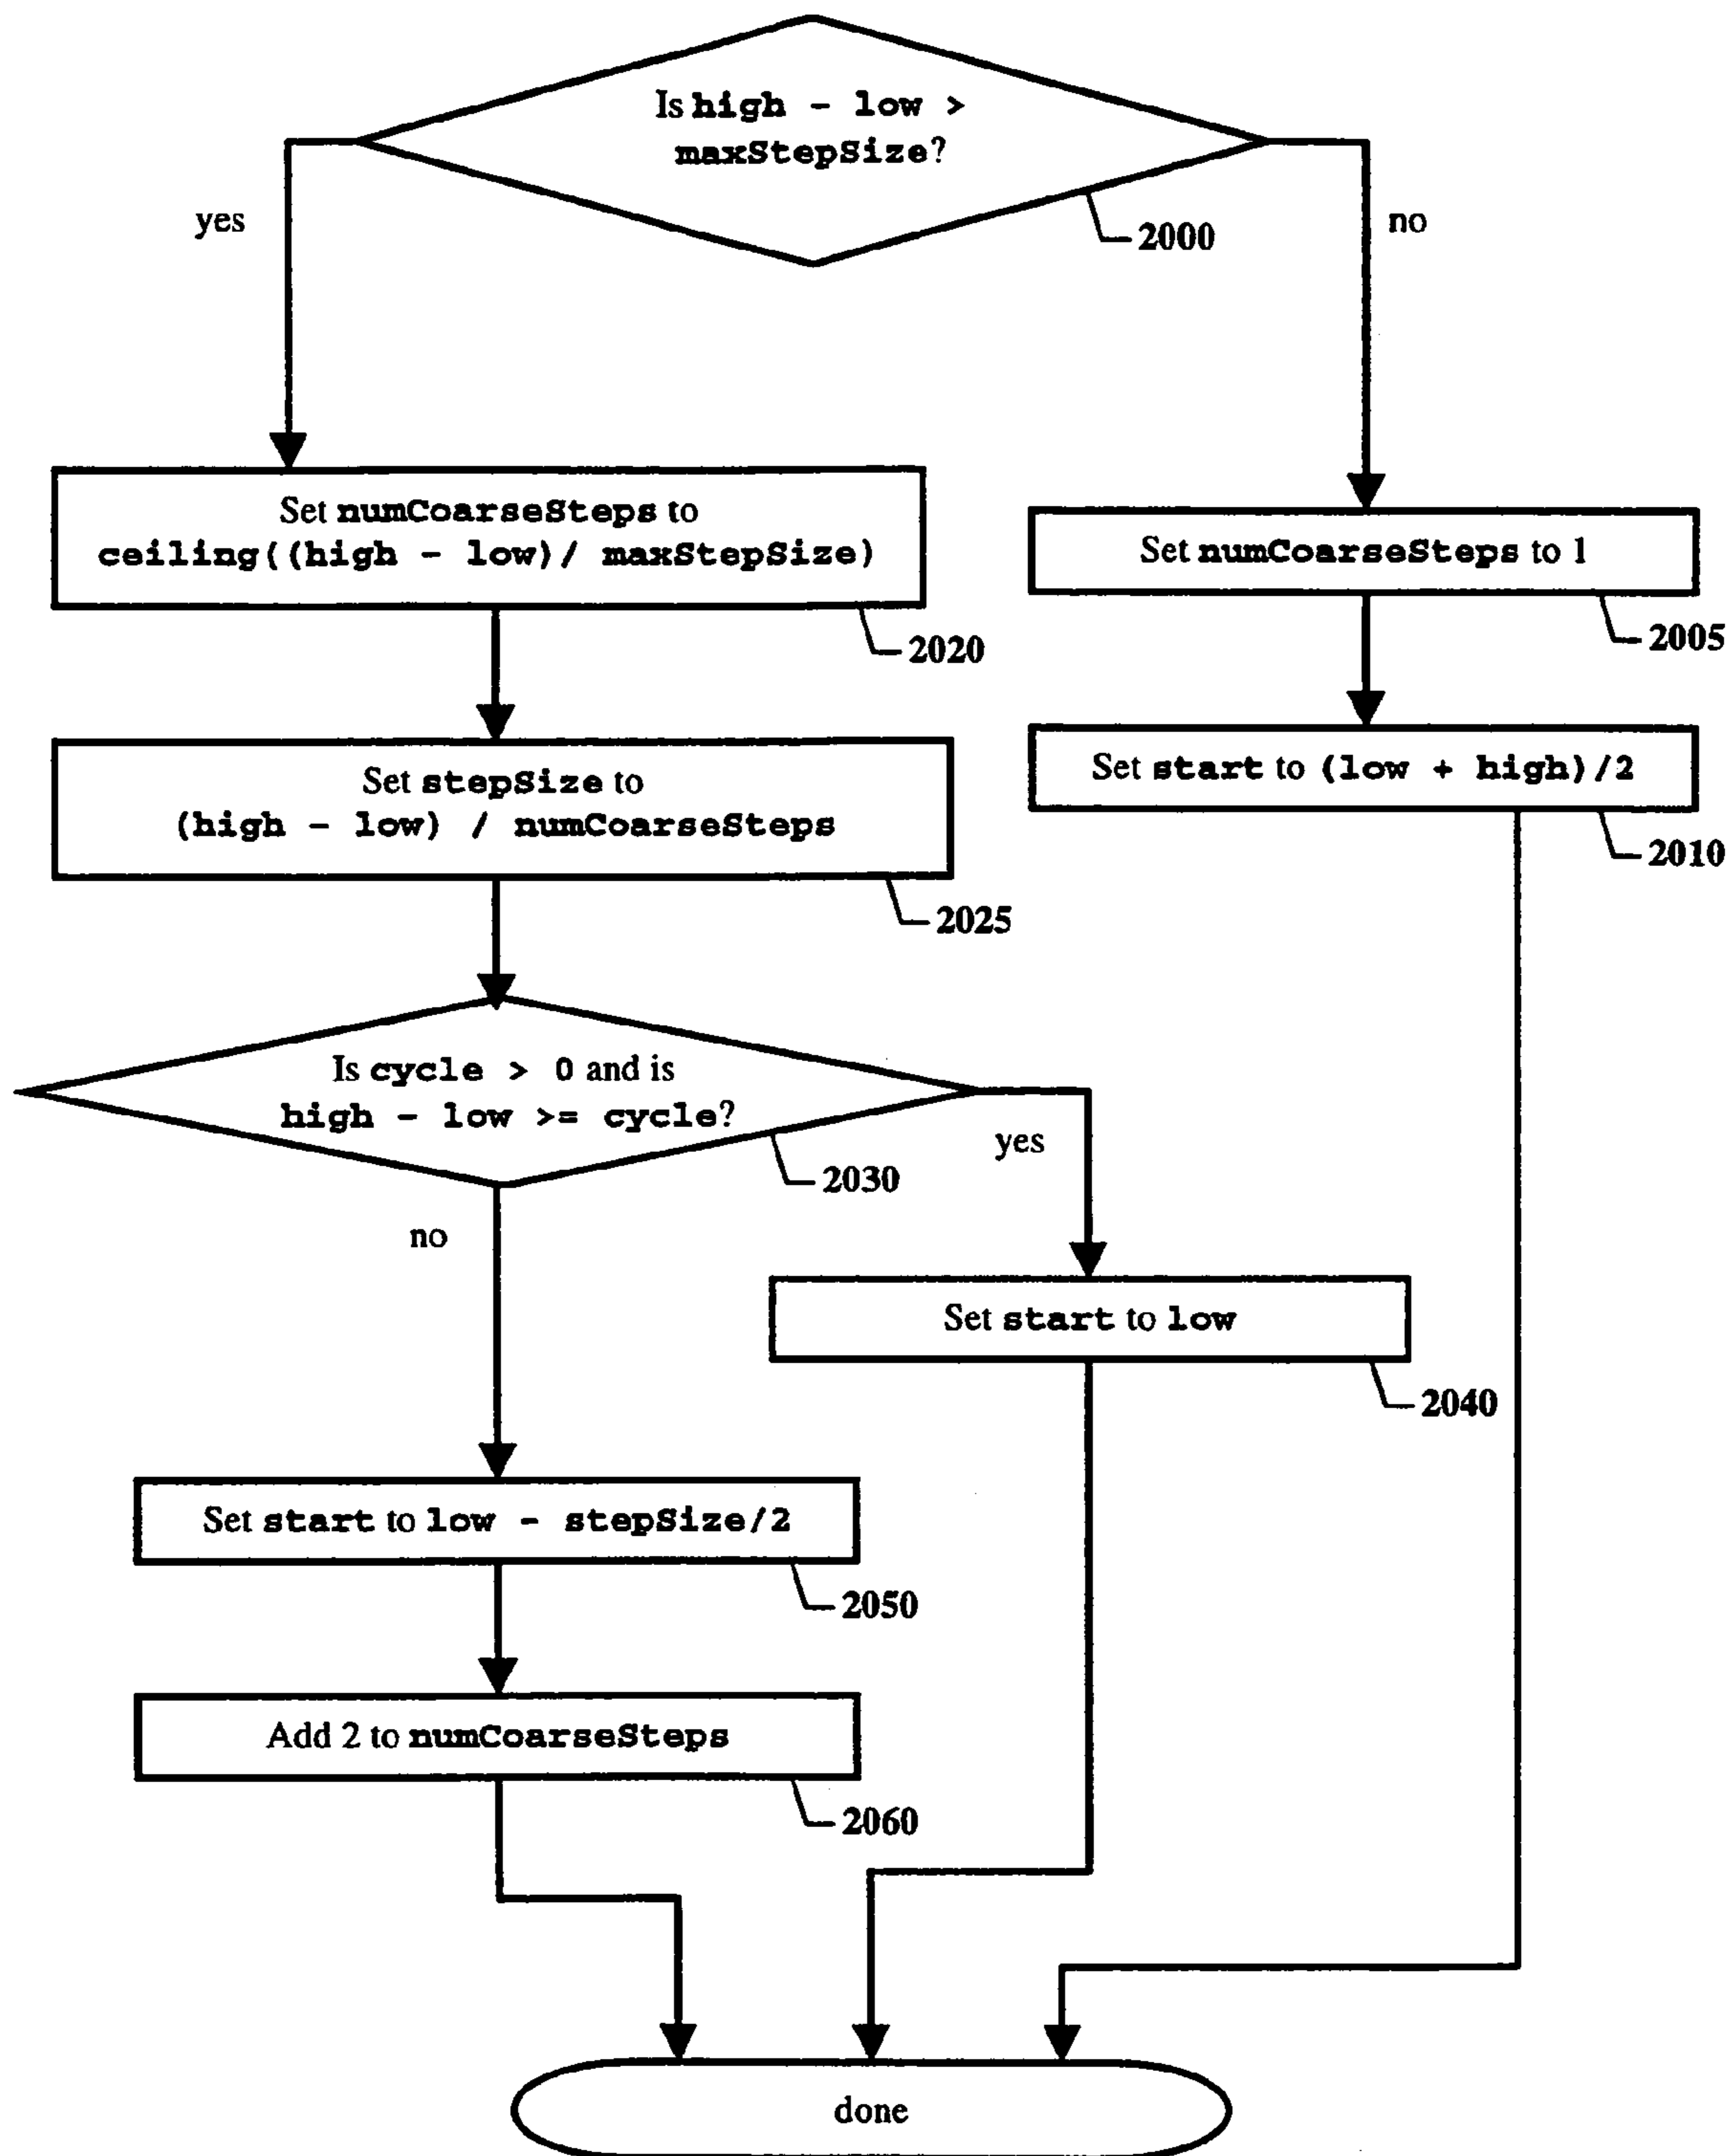 Is high - low >
maxStepSize?
2000
yes
no
Set numCoarseSteps to
ceiling((high - low)/ maxStepSize)
2020
Set numCoarseSteps to 1
2005
Set stepSize to
(high - low) / numCoarseSteps
2025
Set start to (low + high)/2
2010
Is cycle > 0 and is
high - low >= cycle?
2030
yes
no
Set start to low
2040
Set start to low - stepSize/2
2050
Add 2 to numCoarseSteps
2060
done